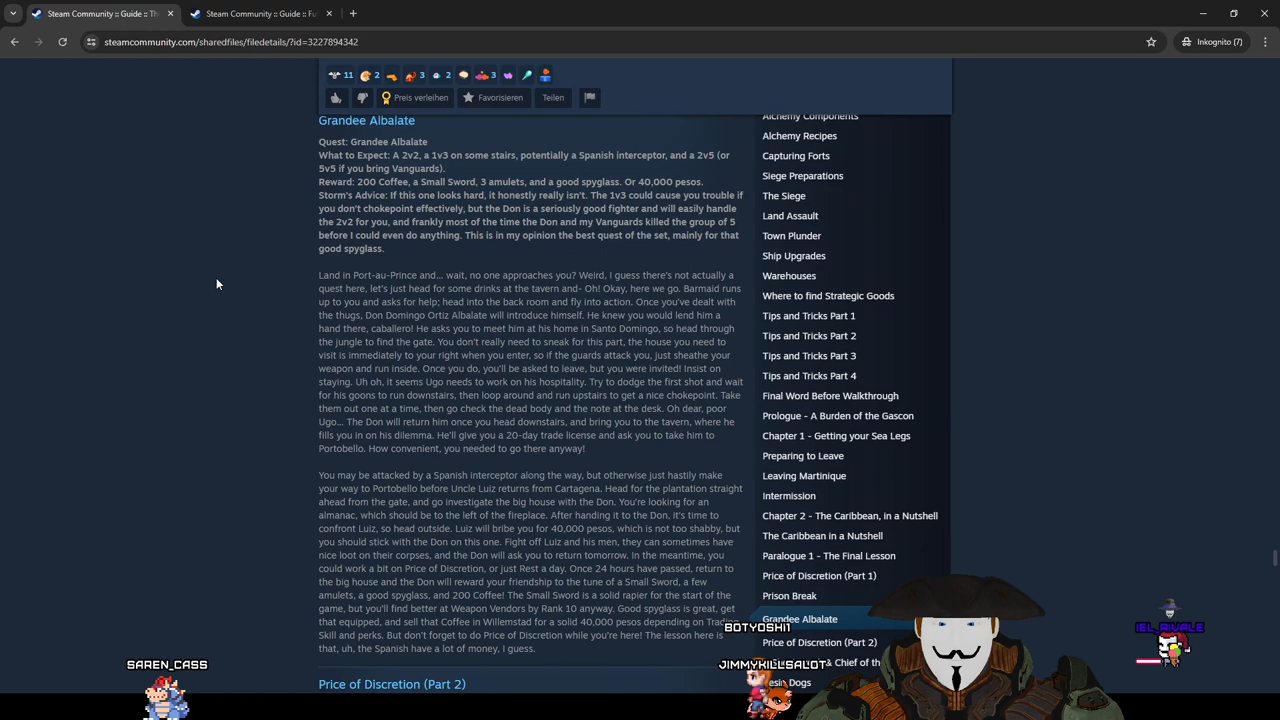 Steam Community :: Guide :: Th
Steam Community :: Guide :: Fu
steamcommunity.com/sharedfiles/filedetails/?id=3227894342
Inkognito (7)
11
2
3
2
3
Preis verleihen
Favorisieren
Teilen
Grandee Albalate
Quest: Grandee Albalate
What to Expect: A 2v2, a 1v3 on some stairs, potentially a Spanish interceptor, and a 2v5 (or
5v5 if you bring Vanguards).
Reward: 200 Coffee, a Small Sword, 3 amulets, and a good spyglass. Or 40,000 pesos.
Storm's Advice: If this one looks hard, it honestly really isn't. The 1v3 could cause you trouble if
you don't chokepoint effectively, but the Don is a seriously good fighter and will easily handle
the 2v2 for you, and frankly most of the time the Don and my Vanguards killed the group of 5
before I could even do anything. This is in my opinion the best quest of the set, mainly for that
good spyglass.
Land in Port-au-Prince and... wait, no one approaches you? Weird, I guess there's not actually a
quest here, let's just head for some drinks at the tavern and- Oh! Okay, here we go. Barmaid runs
up to you and asks for help; head into the back room and fly into action. Once you've dealt with
the thugs, Don Domingo Ortiz Albalate will introduce himself. He knew you would lend him a
hand there, caballero! He asks you to meet him at his home in Santo Domingo, so head through
the jungle to find the gate. You don't really need to sneak for this part, the house you need to
visit is immediately to your right when you enter, so if the guards attack you, just sheathe your
weapon and run inside. Once you do, you'll be asked to leave, but you were invited! Insist on
staying. Uh oh, it seems Ugo needs to work on his hospitality. Try to dodge the first shot and wait
for his goons to run downstairs, then loop around and run upstairs to get a nice chokepoint. Take
them out one at a time, then go check the dead body and the note at the desk. Oh dear, poor
Ugo... The Don will return him once you head downstairs, and bring you to the tavern, where he
fills you in on his dilemma. He'll give you a 20-day trade license and ask you to take him to
Portobello. How convenient, you needed to go there anyway!
You may be attacked by a Spanish interceptor along the way, but otherwise just hastily make
your way to Portobello before Uncle Luiz returns from Cartagena. Head for the plantation straight
ahead from the gate, and go investigate the big house with the Don. You're looking for an
almanac, which should be to the left of the fireplace. After handing it to the Don, it's time to
confront Luiz, so head outside. Luiz will bribe you for 40,000 pesos, which is not too shabby, but
you should stick with the Don on this one. Fight off Luiz and his men, they can sometimes have
nice loot on their corpses, and the Don will ask you to return tomorrow. In the meantime, you
could work a bit on Price of Discretion, or just Rest a day. Once 24 hours have passed, return to
the big house and the Don will reward your friendship to the tune of a Small Sword, a few
amulets, a good spyglass, and 200 Coffee! The Small Sword is a solid rapier for the start of the
game, but you'll find better at Weapon Vendors by Rank 10 anyway. Good spyglass is great, get
that equipped, and sell that Coffee in Willemstad for a solid 40,000 pesos depending on Trading
Skill and perks. But don't forget to do Price of Discretion while you're here! The lesson here is
that, uh, the Spanish have a lot of money, I guess.
Price of Discretion (Part 2)
Alchemy Components
Alchemy Recipes
Capturing Forts
Siege Preparations
The Siege
Land Assault
Town Plunder
Ship Upgrades
Warehouses
Where to find Strategic Goods
Tips and Tricks Part 1
Tips and Tricks Part 2
Tips and Tricks Part 3
Tips and Tricks Part 4
Final Word Before Walkthrough
Prologue - A Burden of the Gascon
Chapter 1 - Getting your Sea Legs
Preparing to Leave
Leaving Martinique
Intermission
Chapter 2 - The Caribbean, in a Nutshell
The Caribbean in a Nutshell
Paralogue 1 - The Final Lesson
Price of Discretion (Part 1)
Prison Break
Grandee Albalate
Price of Discretion (Part 2)
& Chief of th
Dogs
SAREN_CASS
BOTYOSHI1
JIMMYKILLSALOT
IEL_RIVALE